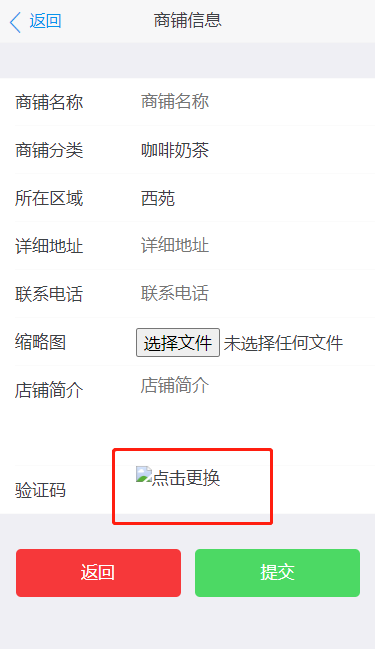 返回 商铺信息
商铺名称 商铺名称
商铺分类 咖啡奶茶
所在区域 西苑
详细地址 详细地址
联系电话 联系电话
缩略图 选择文件 未选择任何文件
店铺简介 店铺简介
验证码 点击更换
返回 提交